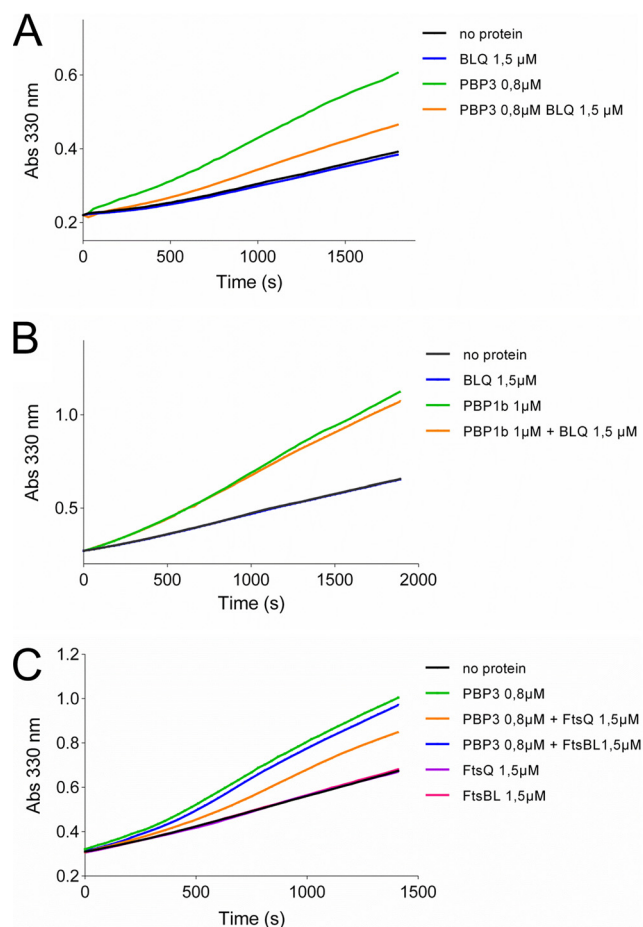 A
no protein
BLQ 1,5 µM
PBP3 0,8µM
PBP3 0,8µM BLQ 1,5 µM
Abs 330 nm
0.6
0.4
0.2
0 500 1000 1500
Time (s)
B
no protein
BLQ 1,5µM
PBP1b 1µM
PBP1b 1µM + BLQ 1,5 µM
Abs 330 nm
1.0
0.5
0 500 1000 1500 2000
Time (s)
C
no protein
PBP3 0,8µM
PBP3 0,8µM + FtsQ 1,5µM
PBP3 0,8µM + FtsBL1,5µM
FtsQ 1,5µM
FtsBL 1,5µM
Abs 330 nm
1.2
1.0
0.8
0.6
0.4
0.2
0 500 1000 1500
Time (s)